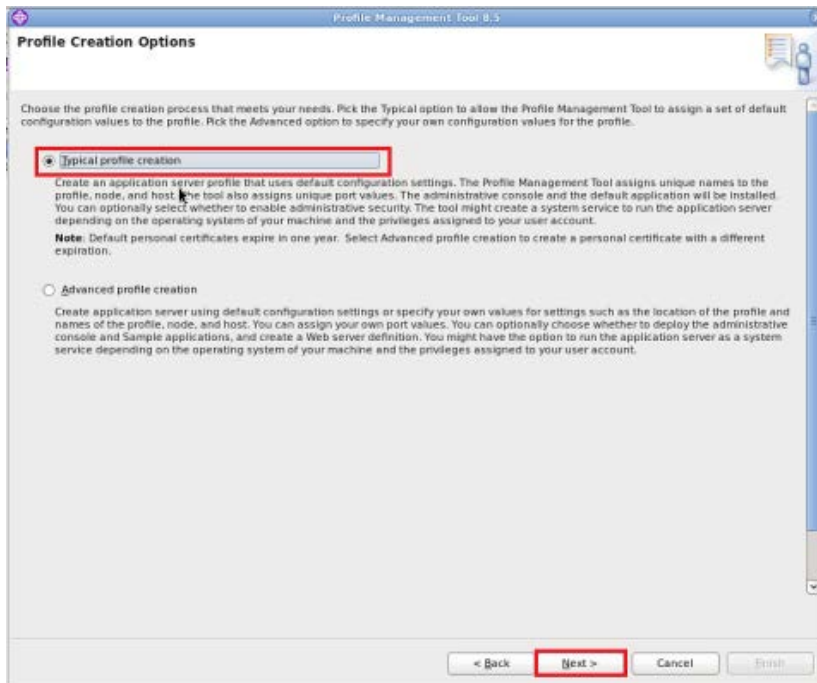 Profile Management Tool 8.5
Profile Creation Options
Choose the profile creation process that meets your needs. Pick the Typical option to allow the Profile Management Tool to assign a set of default
configuration values to the profile. Pick the Advanced option to specify your own configuration values for the profile.
Typical profile creation
Create an application server profile that uses default configuration settings. The Profile Management Tool assigns unique names to the
profile, node, and host. The tool also assigns unique port values. The administrative console and the default application will be installed.
You can optionally select whether to enable administrative security. The tool might create a system service to run the application server
depending on the operating system of your machine and the privileges assigned to your user account.
Note: Default personal certificates expire in one year. Select Advanced profile creation to create a personal certificate with a different
expiration.
Advanced profile creation
Create application server using default configuration settings or specify your own values for settings such as the location of the profile and
names of the profile, node, and host. You can assign your own port values. You can optionally choose whether to deploy the administrative
console and Sample applications, and create a Web server definition. You might have the option to run the application server as a system
service depending on the operating system of your machine and the privileges assigned to your user account.
< Back
Next >
Cancel
Finish